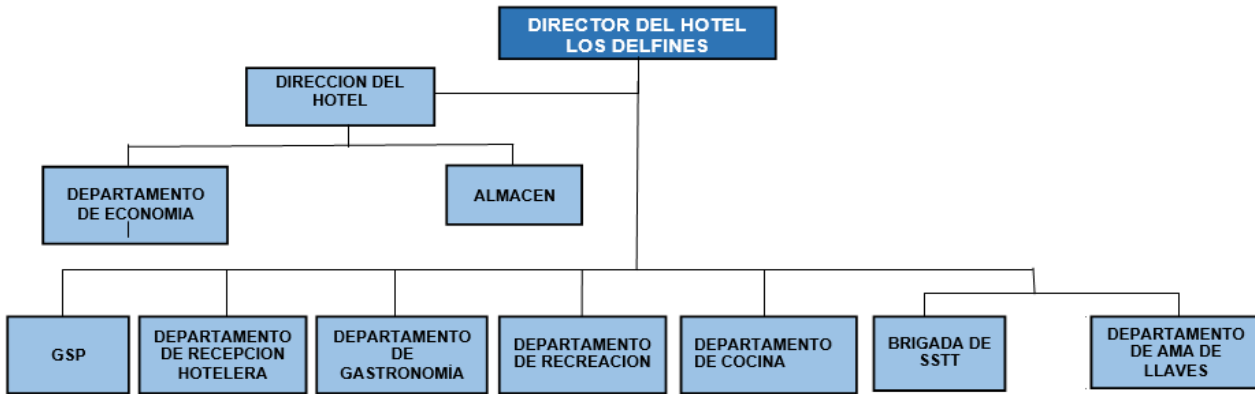 DIRECTOR DEL HOTEL
LOS DELFINES
DIRECCION DEL
HOTEL
DEPARTAMENTO
DE ECONOMIA
ALMACEN
GSP
DEPARTAMENTO
DE RECEPCION
HOTELERA
DEPARTAMENTO
DE
GASTRONOMÍA
DEPARTAMENTO
DE RECREACION
DEPARTAMENTO
DE COCINA
BRIGADA DE
SSTT
DEPARTAMENTO
DE AMA DE
LLAVES